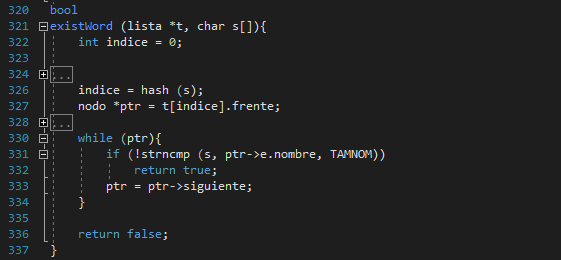 320 bool
321 existWord (lista *t, char s[]){
322     int indice = 0;
323
324 ...
326     indice = hash (s);
327     nodo *ptr = t[indice].frente;
328 ...
330     while (ptr){
331         if (!strncmp (s, ptr->e.nombre, TAMNOM))
332             return true;
333         ptr = ptr->siguiente;
334     }
335
336     return false;
337 }